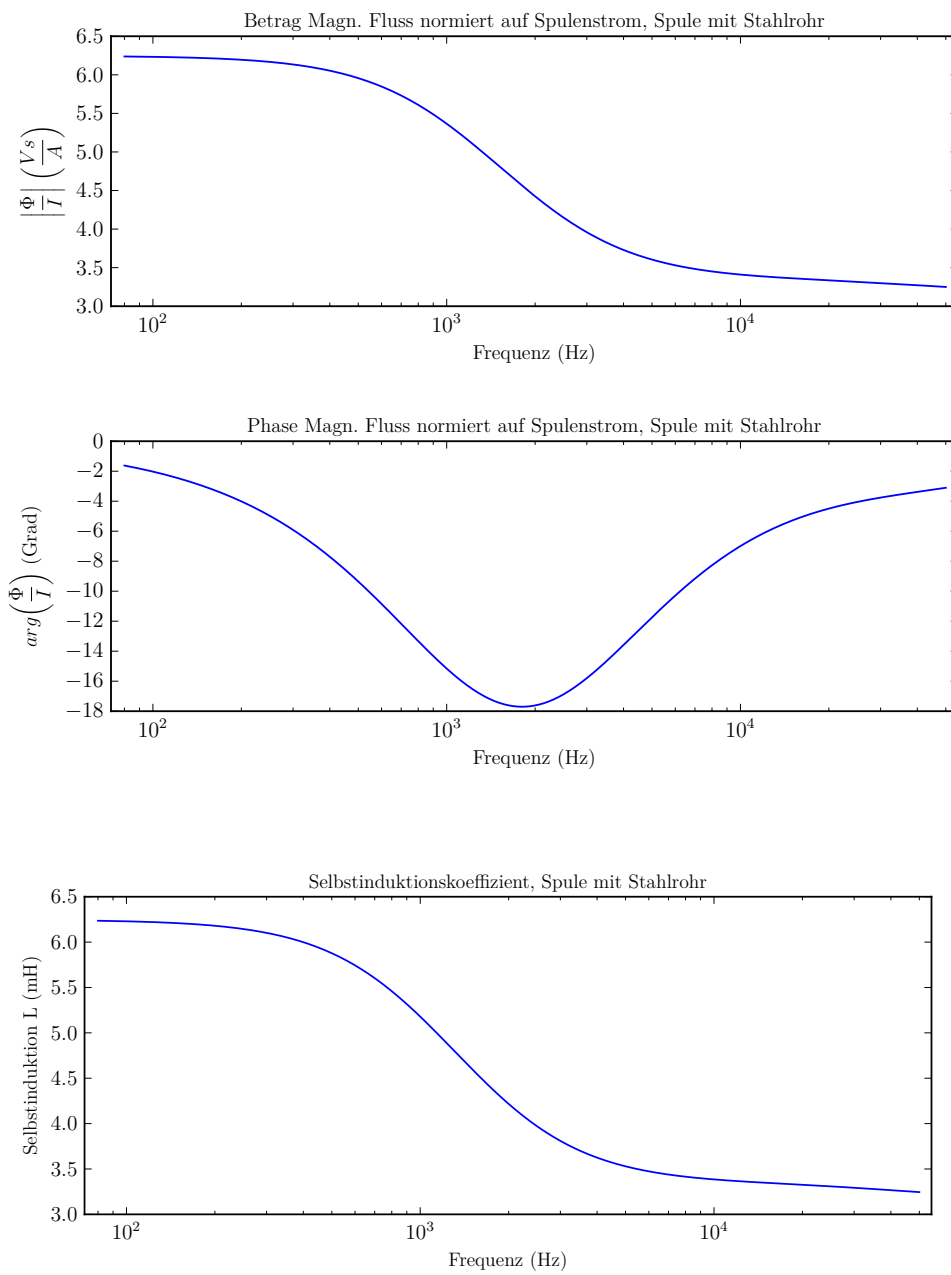 Betrag Magn. Fluss normiert auf Spulenstrom, Spule mit Stahlrohr
6.5
6.0
5.5
5.0
4.5
4.0
3.5
3.0
|Φ/I| (Vs/A)
10² 10³ 10⁴
Frequenz (Hz)
Phase Magn. Fluss normiert auf Spulenstrom, Spule mit Stahlrohr
0
−2
−4
−6
−8
−10
−12
−14
−16
−18
arg(Φ/I) (Grad)
10² 10³ 10⁴
Frequenz (Hz)
Selbstinduktionskoeffizient, Spule mit Stahlrohr
6.5
6.0
5.5
5.0
4.5
4.0
3.5
3.0
Selbstinduktion L (mH)
10² 10³ 10⁴
Frequenz (Hz)